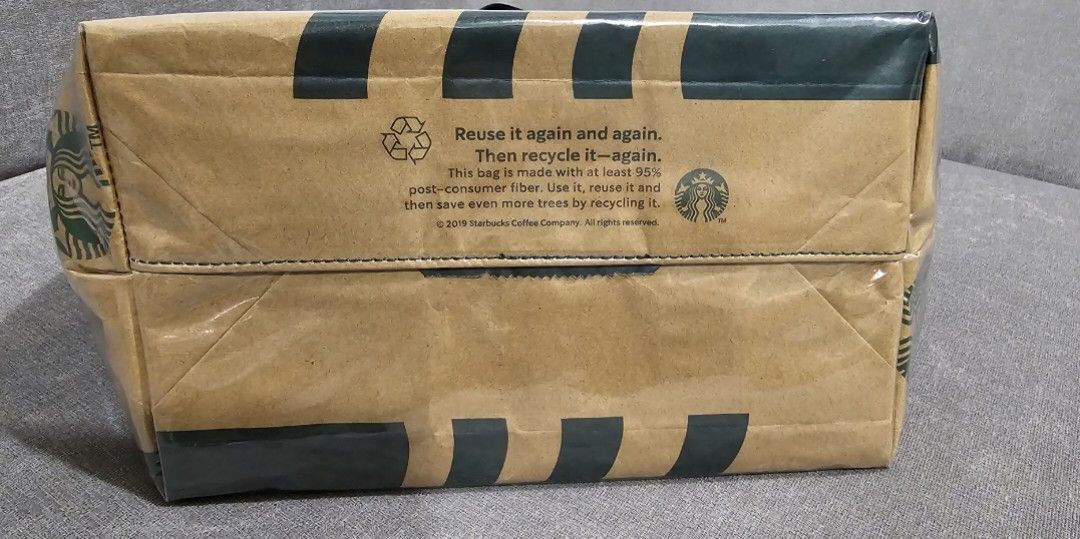 Reuse it again and again.
Then recycle it—again.
This bag is made with at least 95%
post-consumer fiber. Use it, reuse it and
then save even more trees by recycling it.
© 2019 Starbucks Coffee Company. All rights reserved.
TM
TM